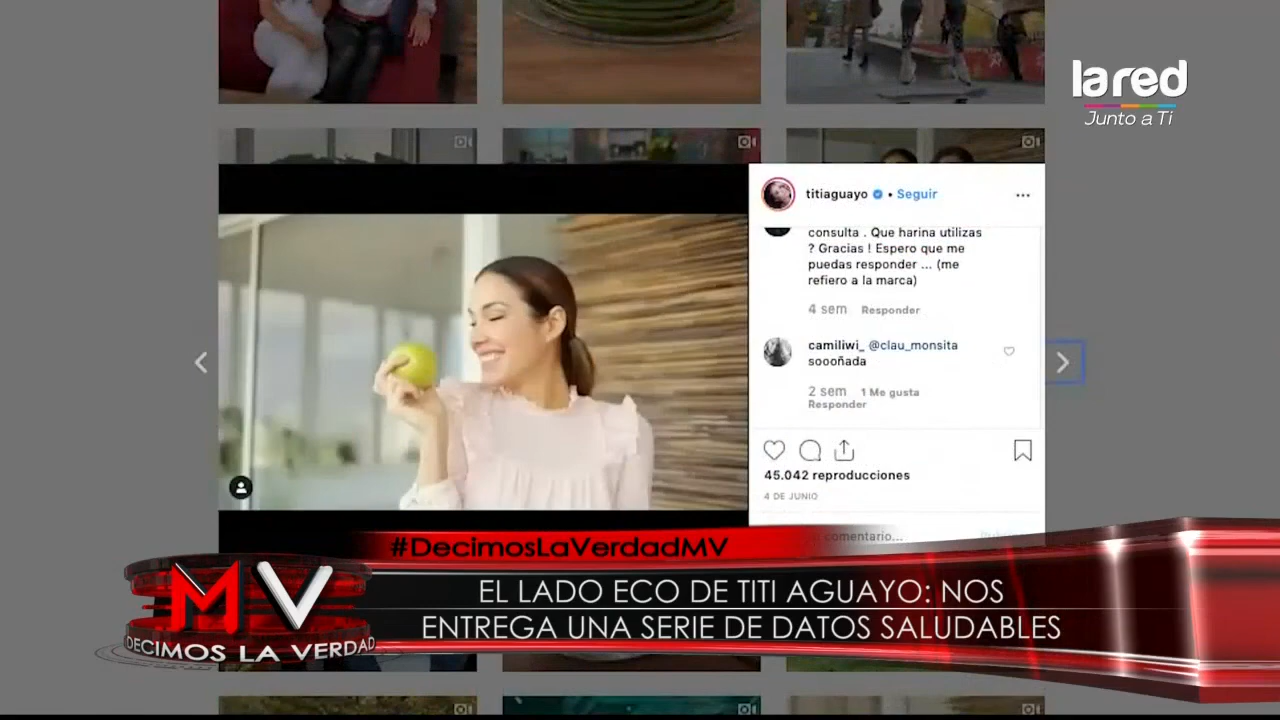 lared
Junto a Ti
titiaguayo • Seguir
consulta . Que harina utilizas
? Gracias ! Espero que me
puedas responder ... (me
refiero a la marca)
4 sem Responder
camiliwi_ @clau_monsita
soooñada
2 sem 1 Me gusta
Responder
45.042 reproducciones
4 DE JUNIO
comentario...
#DecimosLaVerdadMV
MV
DECIMOS LA VERDAD
EL LADO ECO DE TITI AGUAYO: NOS
ENTREGA UNA SERIE DE DATOS SALUDABLES